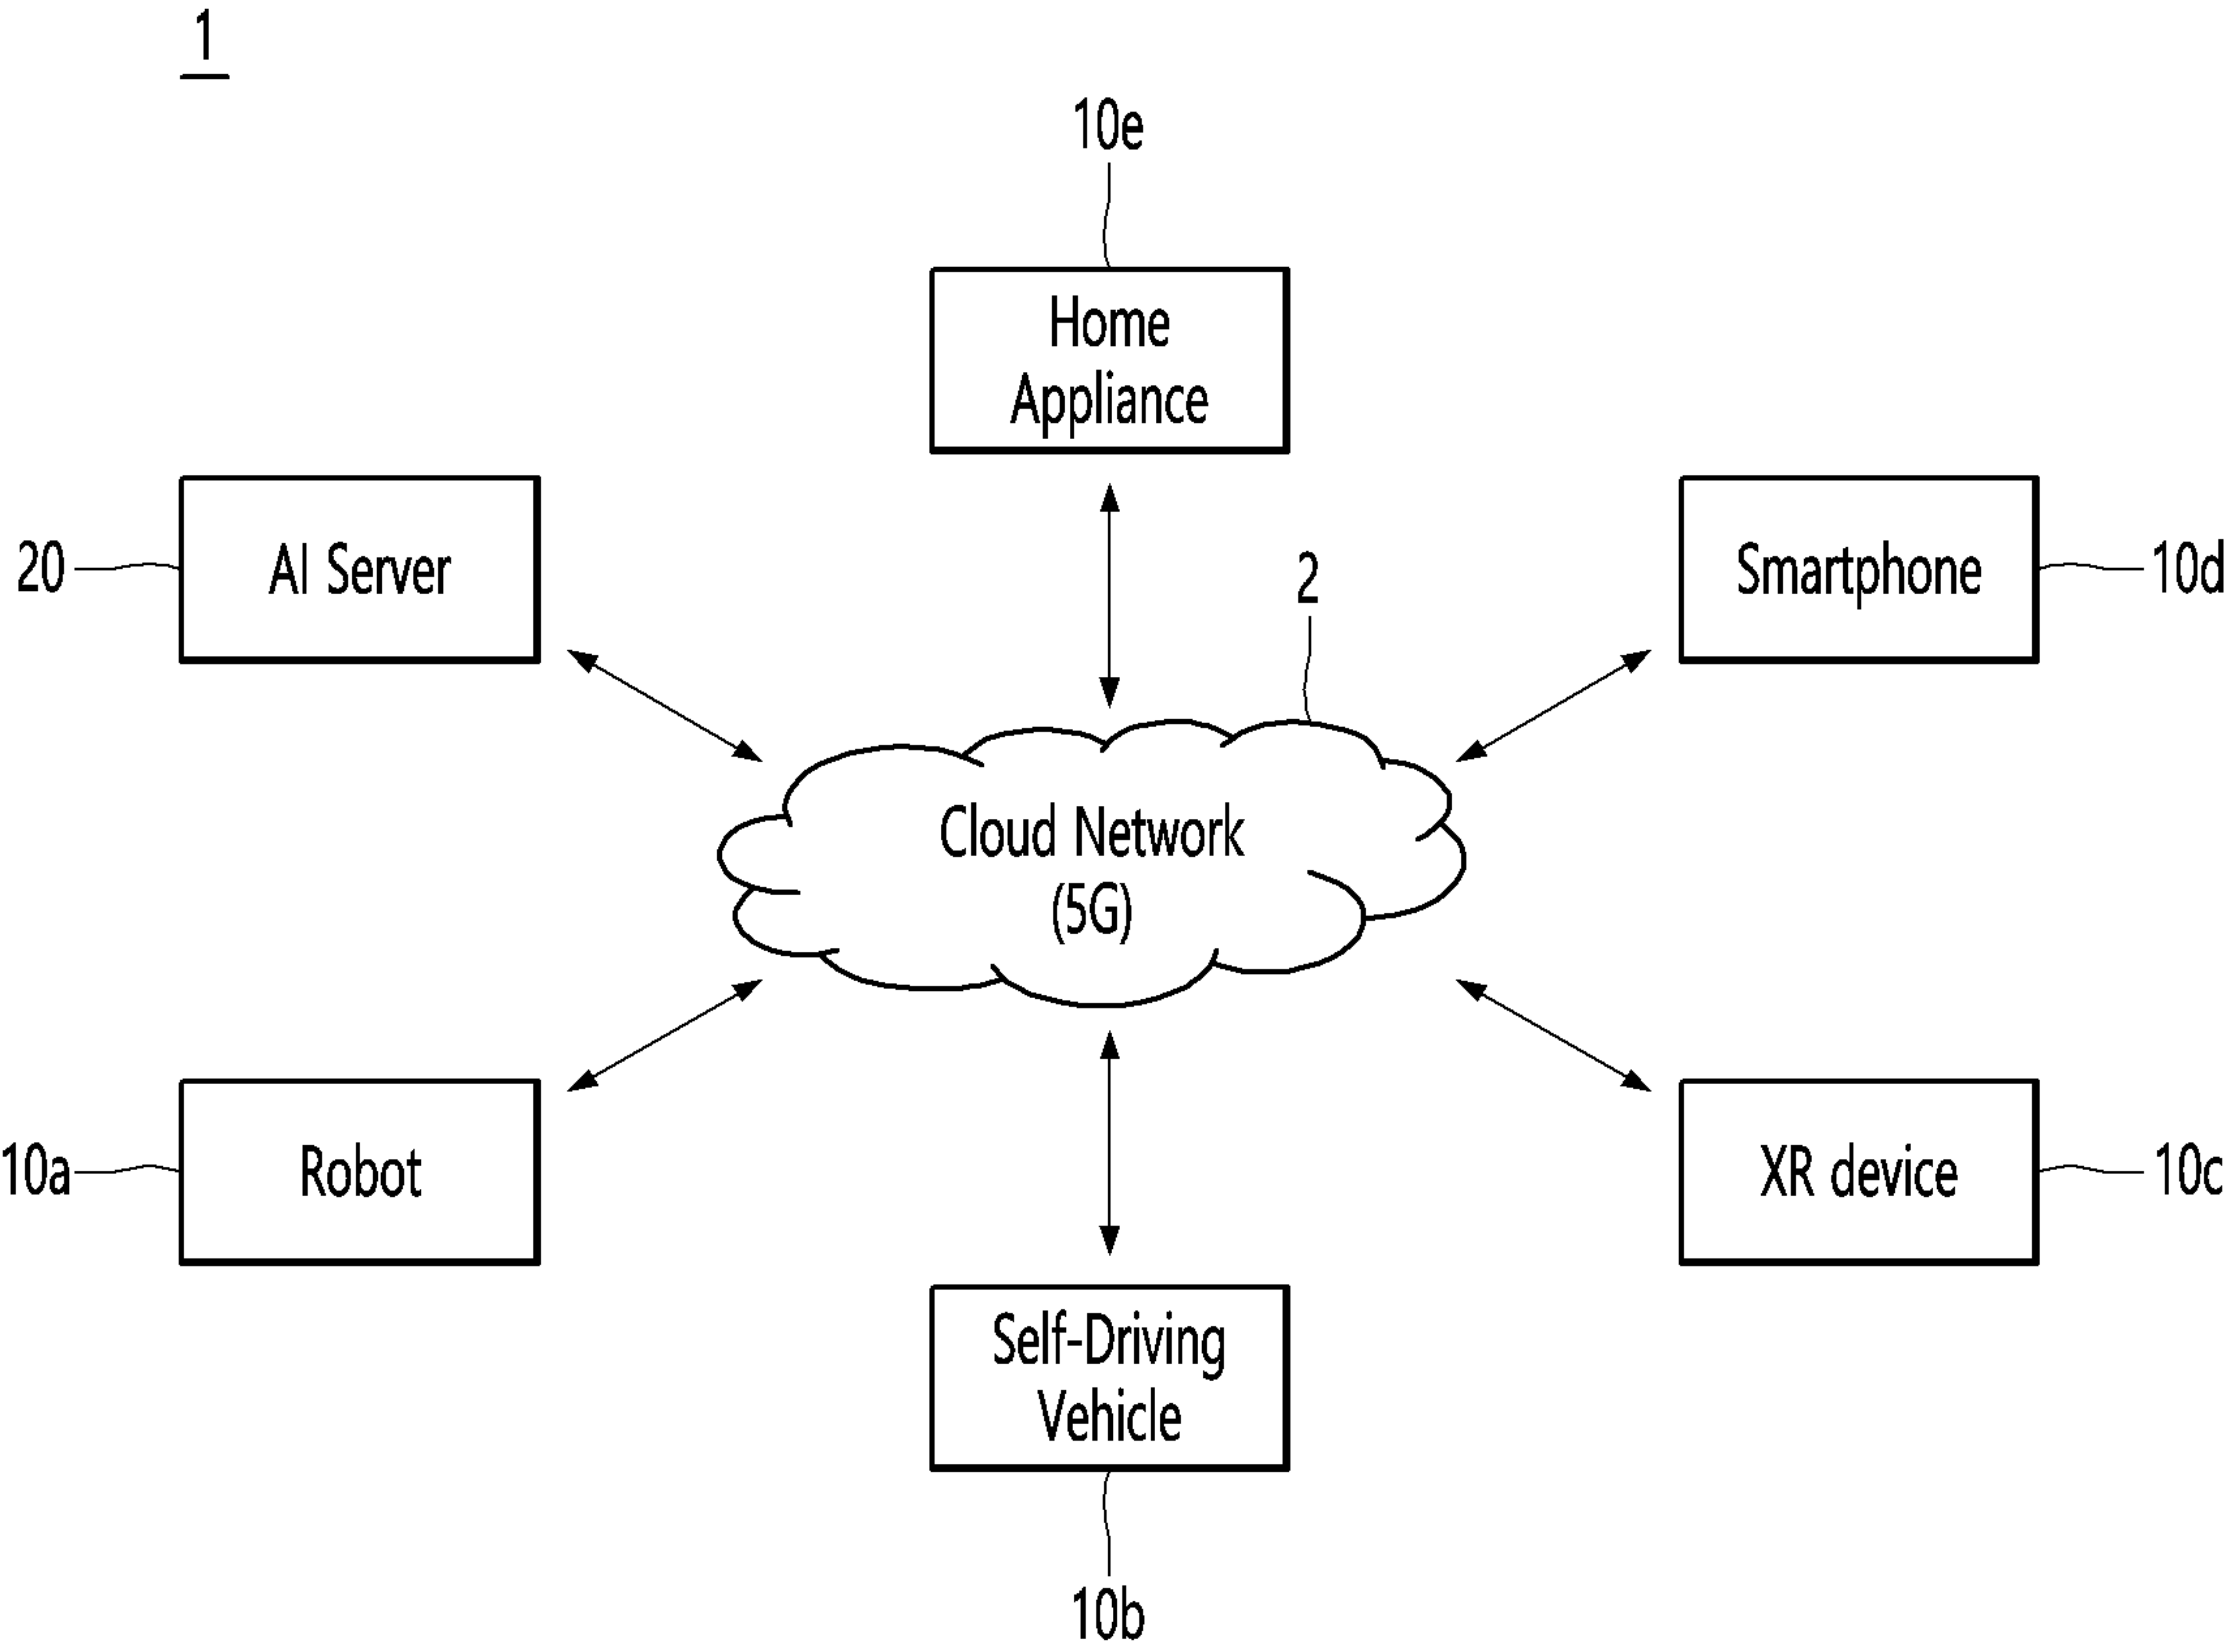 1
10e
Home
Appliance
20
AI Server
Smartphone
10d
2
Cloud Network
(5G)
10a
Robot
XR device
10c
Self-Driving
Vehicle
10b